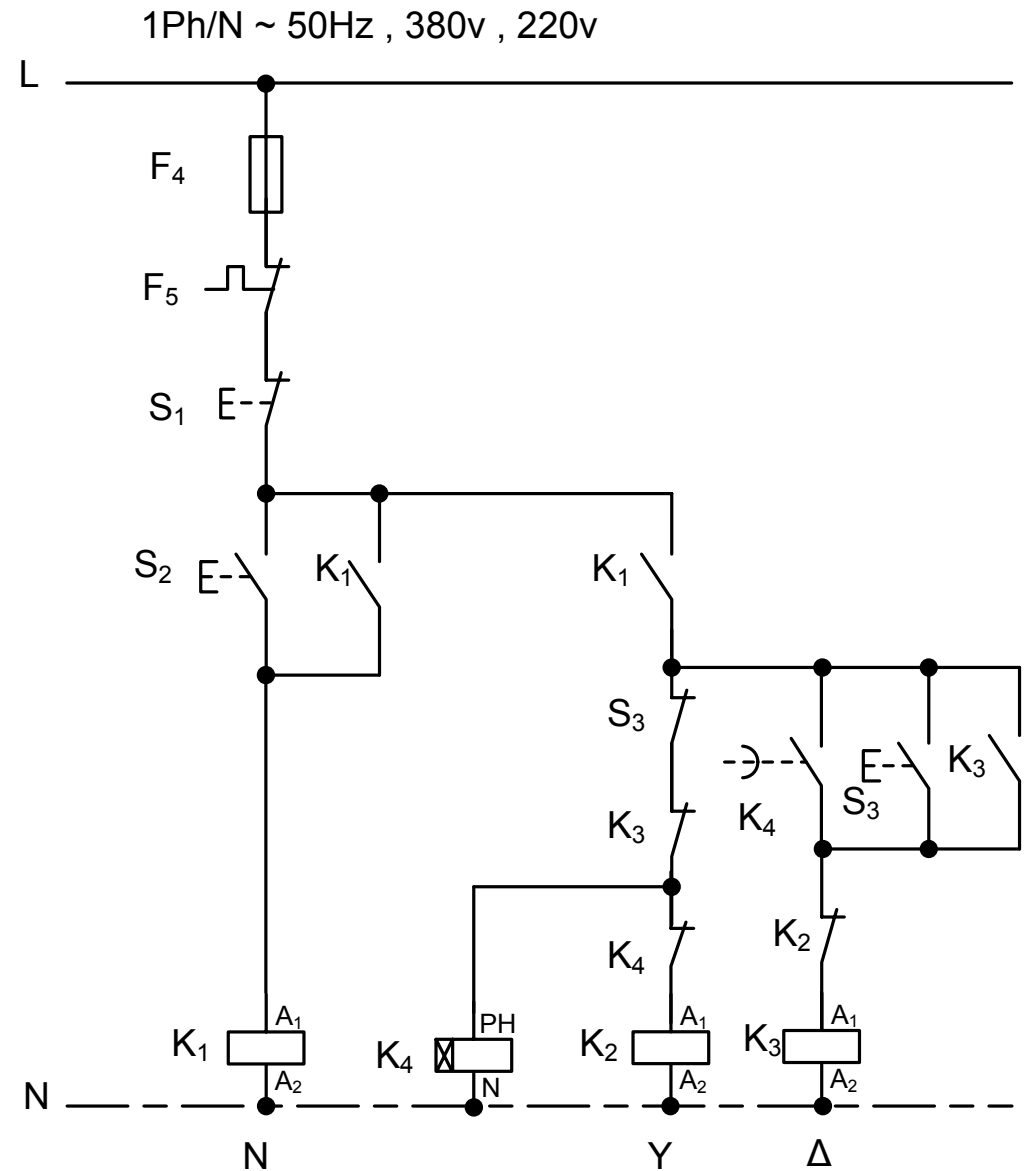 1Ph/N ~ 50Hz , 380v , 220v
L
F₄
F₅
S₁
S₂
K₁
K₁
S₃
K₄
S₃
K₃
K₃
K₄
K₂
K₁
A₁
A₂
K₄
PH
N
K₂
A₁
A₂
K₃
A₁
A₂
N
N
Y
Δ